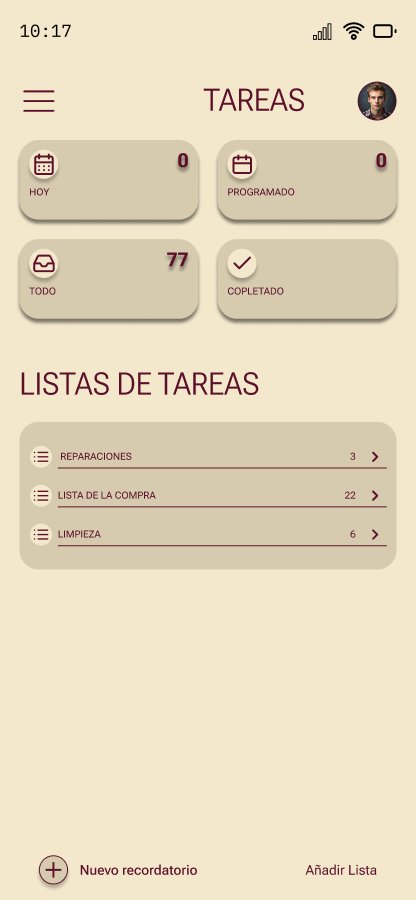 10:17
TAREAS
0
HOY
0
PROGRAMADO
77
TODO
COPLETADO
LISTAS DE TAREAS
REPARACIONES 3
LISTA DE LA COMPRA 22
LIMPIEZA 6
Nuevo recordatorio
Añadir Lista